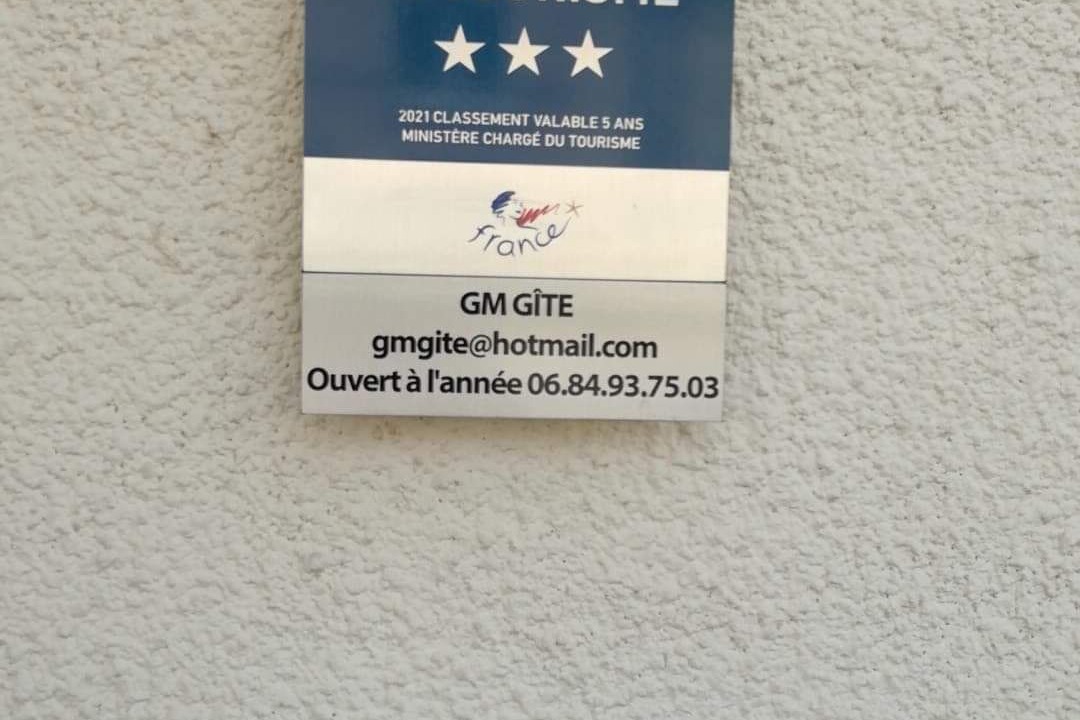 ★★★
2021 CLASSEMENT VALABLE 5 ANS
MINISTÈRE CHARGÉ DU TOURISME
france
GM GÎTE
gmgite@hotmail.com
Ouvert à l'année 06.84.93.75.03